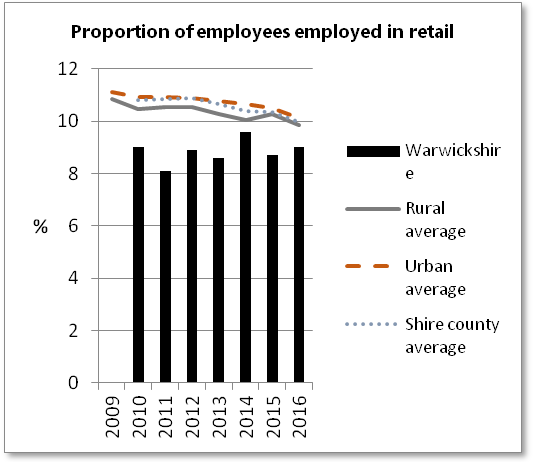 Proportion of employees employed in retail
12
10
8
6
4
2
0
%
2009
2010
2011
2012
2013
2014
2015
2016
Warwickshir
e
Rural
average
Urban
average
Shire county
average